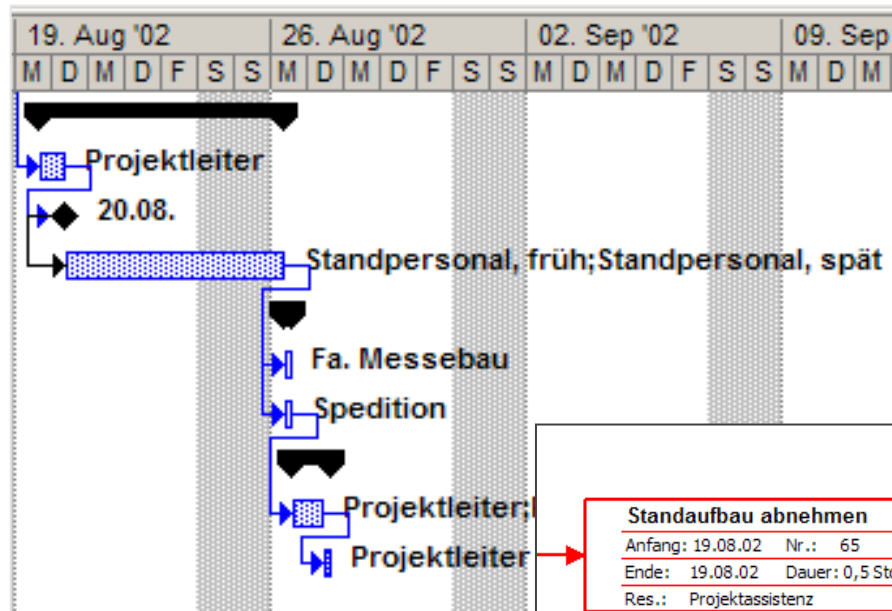 19. Aug '02 26. Aug '02 02. Sep '02 09. Sep
M D M D F S S M D M D F S S M D M D F S S M D M
Projektleiter
20.08.
Standpersonal, früh;Standpersonal, spät
Fa. Messebau
Spedition
Projektleiter;
Projektleiter
Standaufbau abnehmen
Anfang: 19.08.02 Nr.: 65
Ende: 19.08.02 Dauer: 0,5 Std
Res.: Projektassistenz